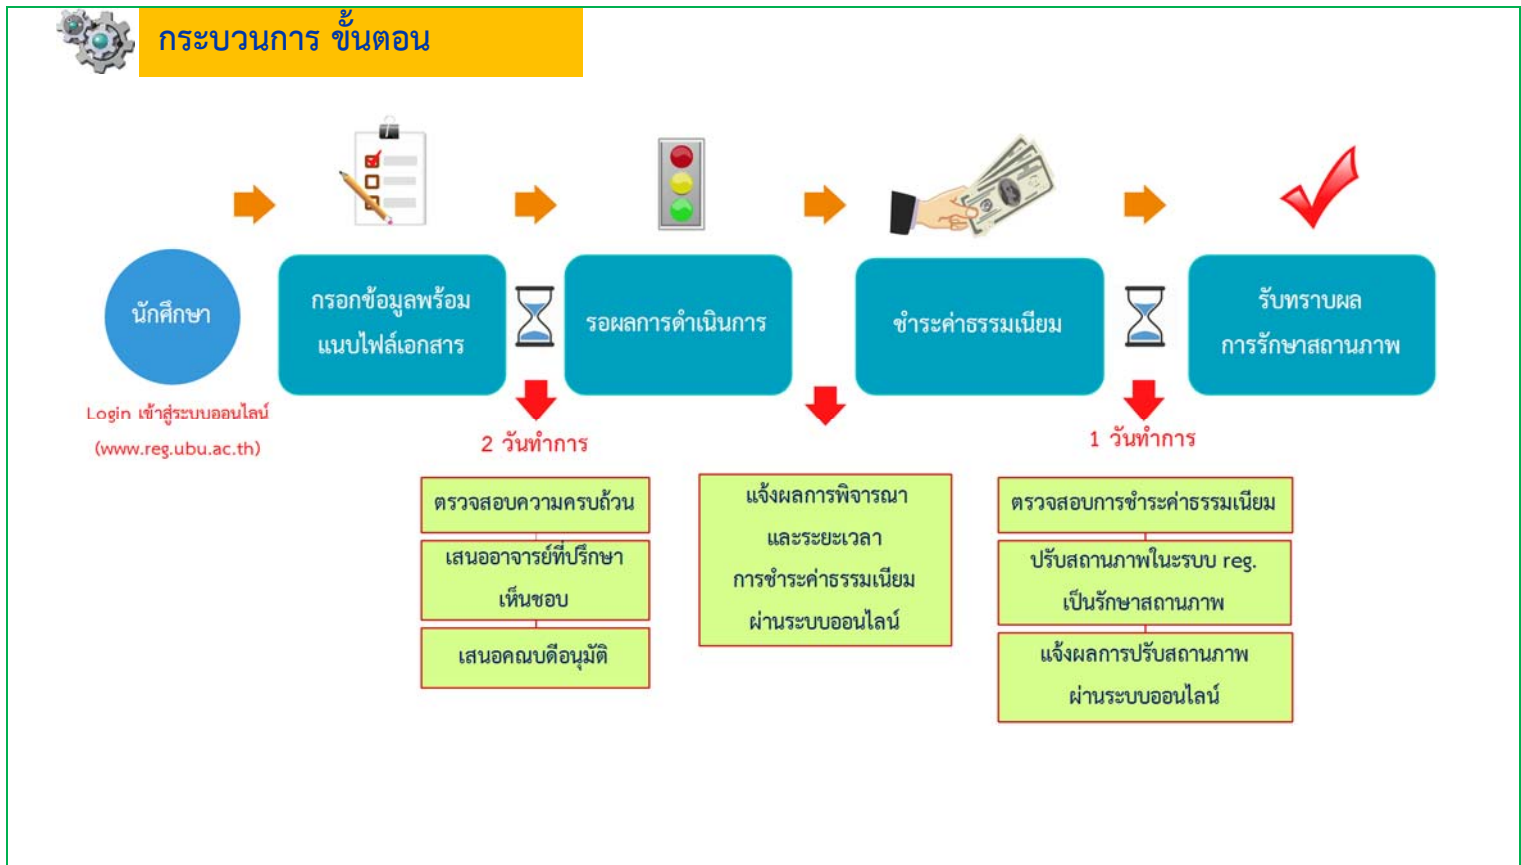 กระบวนการ ขั้นตอน
นักศึกษา
Login เข้าสู่ระบบออนไลน์
(www.reg.ubu.ac.th)
กรอกข้อมูลพร้อม
แนบไฟล์เอกสาร
รอผลการดำเนินการ
ชำระค่าธรรมเนียม
รับทราบผล
การรักษาสถานภาพ
2 วันทำการ
ตรวจสอบความครบถ้วน
เสนออาจารย์ที่ปรึกษา
เห็นชอบ
เสนอคณบดีอนุมัติ
แจ้งผลการพิจารณา
และระยะเวลา
การชำระค่าธรรมเนียม
ผ่านระบบออนไลน์
1 วันทำการ
ตรวจสอบการชำระค่าธรรมเนียม
ปรับสถานภาพในะรบบ reg.
เป็นรักษาสถานภาพ
แจ้งผลการปรับสถานภาพ
ผ่านระบบออนไลน์